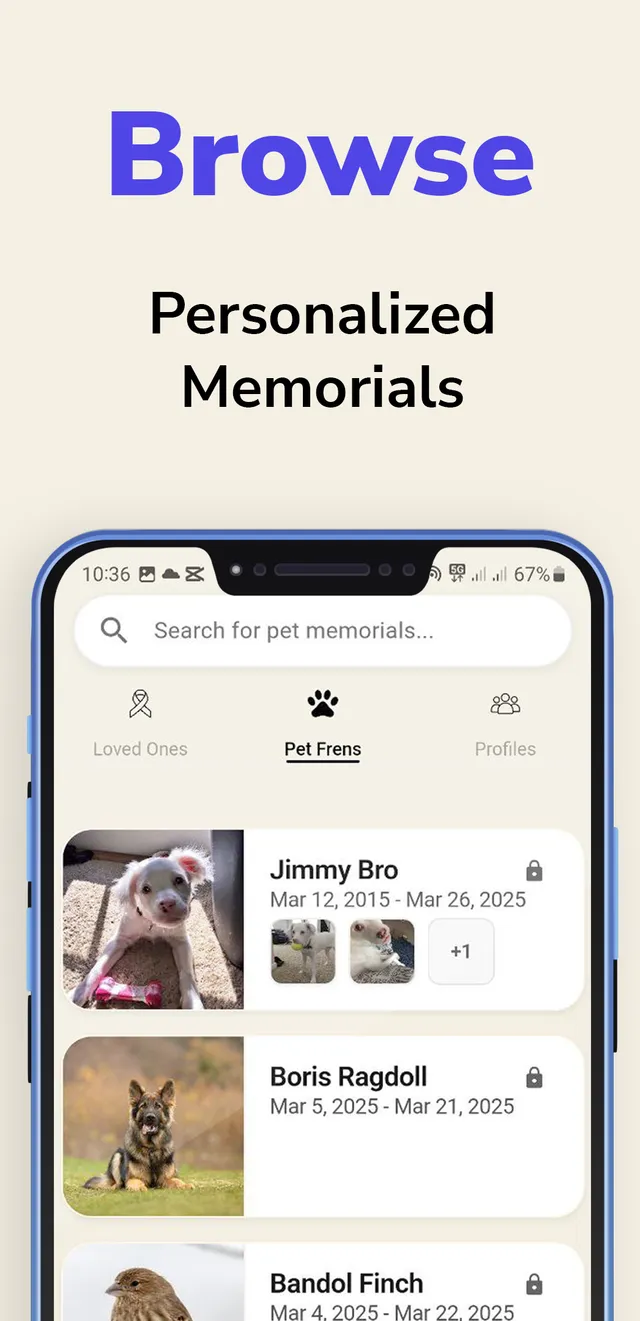 Browse
Personalized
Memorials
10:36
5G
67%
Search for pet memorials...
Loved Ones
Pet Frens
Profiles
Jimmy Bro
Mar 12, 2015 - Mar 26, 2025
+1
Boris Ragdoll
Mar 5, 2025 - Mar 21, 2025
Bandol Finch
Mar 4, 2025 - Mar 22, 2025